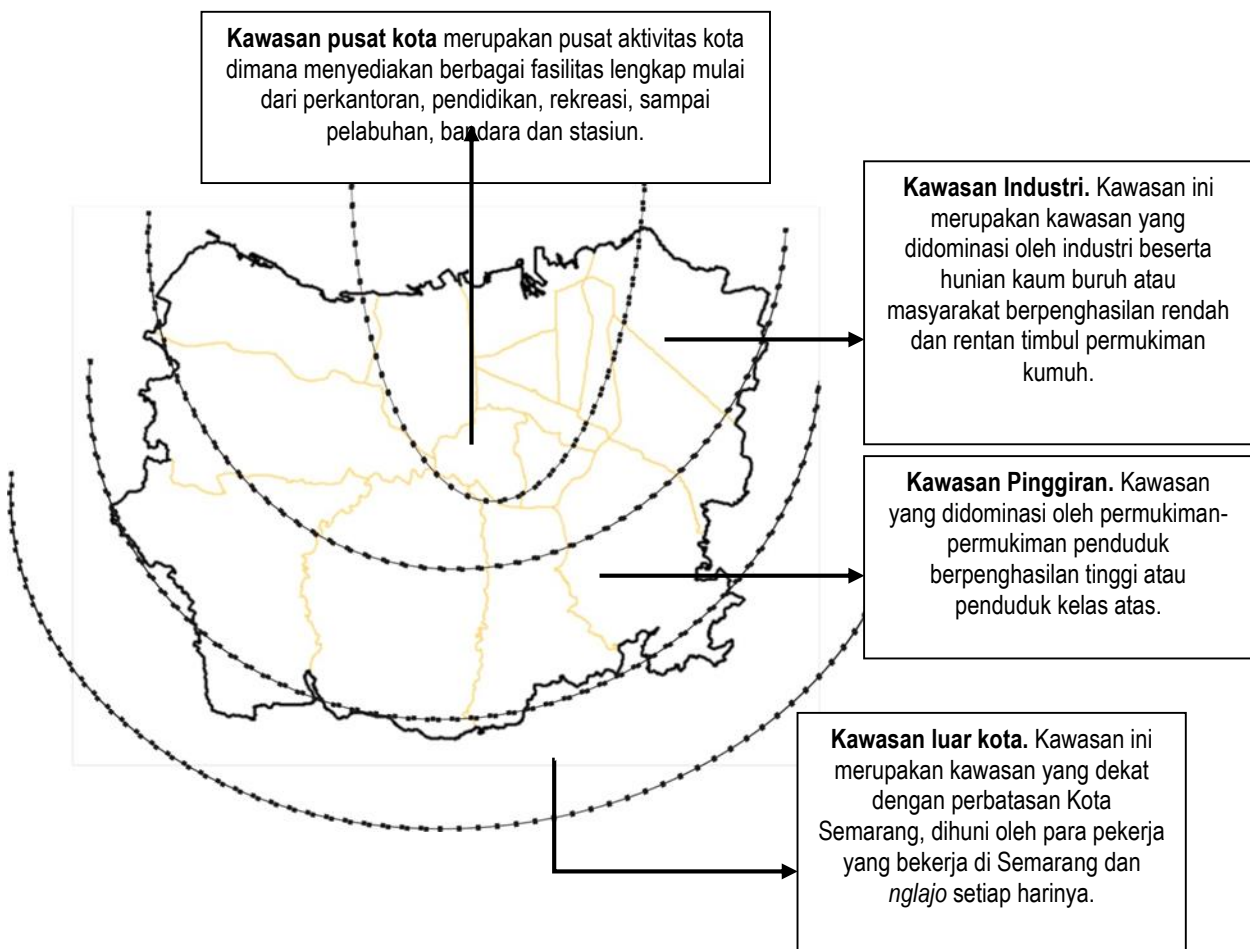 Kawasan pusat kota merupakan pusat aktivitas kota
dimana menyediakan berbagai fasilitas lengkap mulai
dari perkantoran, pendidikan, rekreasi, sampai
pelabuhan, bandara dan stasiun.
Kawasan Industri. Kawasan ini
merupakan kawasan yang
didominasi oleh industri beserta
hunian kaum buruh atau
masyarakat berpenghasilan rendah
dan rentan timbul permukiman
kumuh.
Kawasan Pinggiran. Kawasan
yang didominasi oleh permukiman-
permukiman penduduk
berpenghasilan tinggi atau
penduduk kelas atas.
Kawasan luar kota. Kawasan ini
merupakan kawasan yang dekat
dengan perbatasan Kota
Semarang, dihuni oleh para pekerja
yang bekerja di Semarang dan
nglajo setiap harinya.